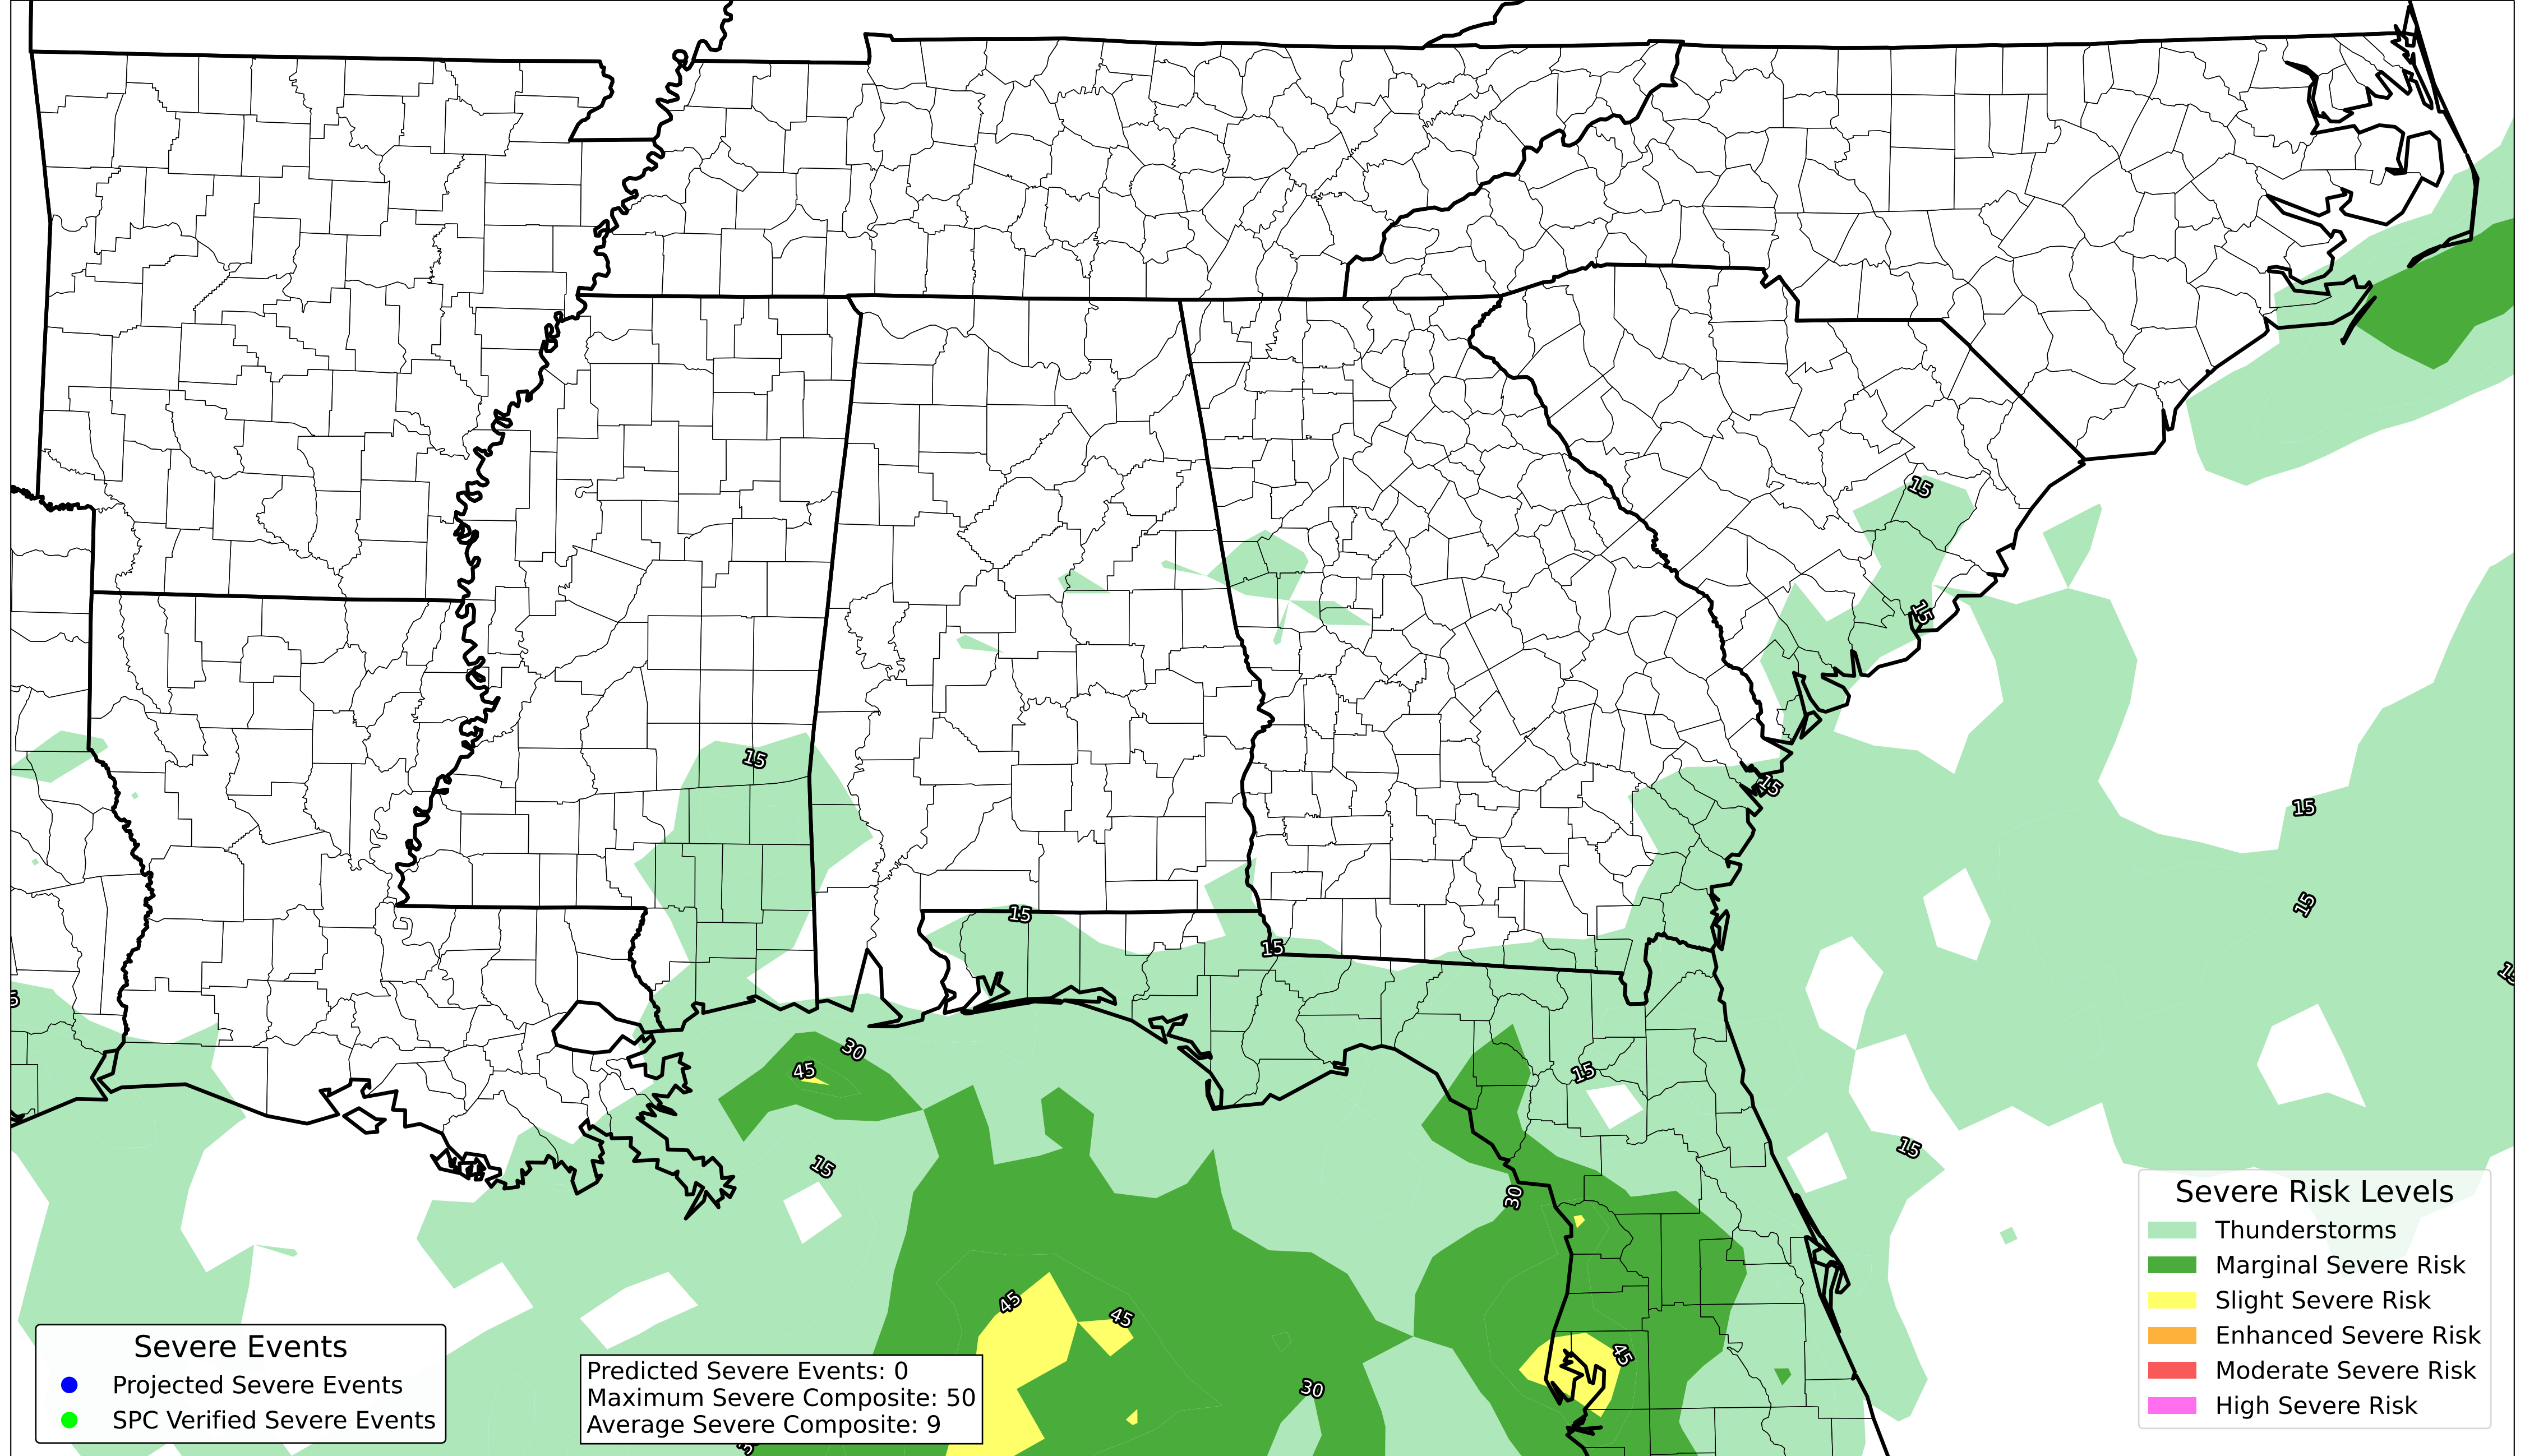 15
15
15
15
15
15
15
15
15
5
30
45
15
15
15
30
45
45
45
30
Severe Risk Levels
Thunderstorms
Marginal Severe Risk
Slight Severe Risk
Enhanced Severe Risk
Moderate Severe Risk
High Severe Risk
Severe Events
Projected Severe Events
SPC Verified Severe Events
Predicted Severe Events: 0
Maximum Severe Composite: 50
Average Severe Composite: 9